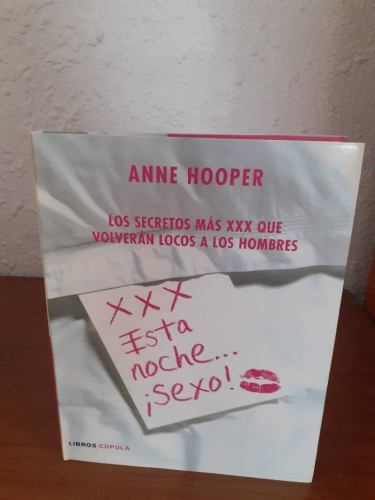 ANNE HOOPER
LOS SECRETOS MÁS XXX QUE
VOLVERÁN LOCOS A LOS HOMBRES
XXX
Esta
noche...
¡sexo!
LIBROS CÚPULA